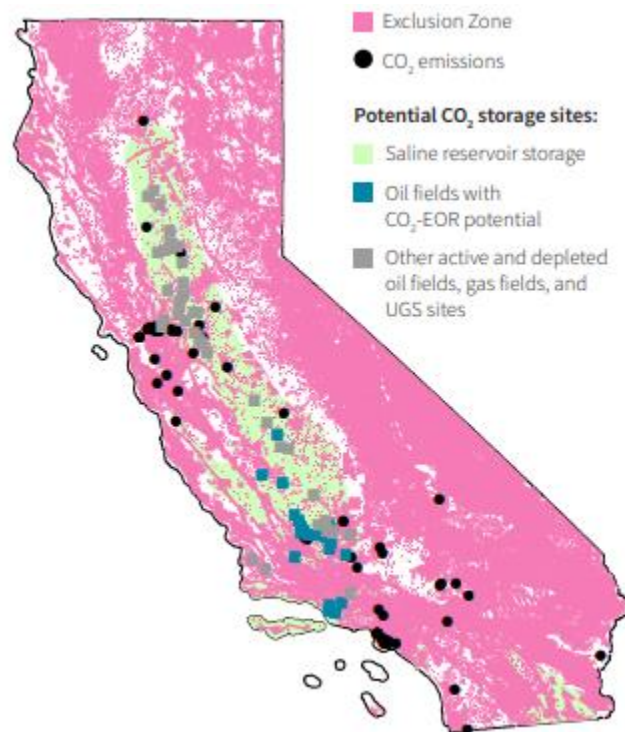 Exclusion Zone
CO₂ emissions
Potential CO₂ storage sites:
Saline reservoir storage
Oil fields with
CO₂-EOR potential
Other active and depleted
oil fields, gas fields, and
UGS sites